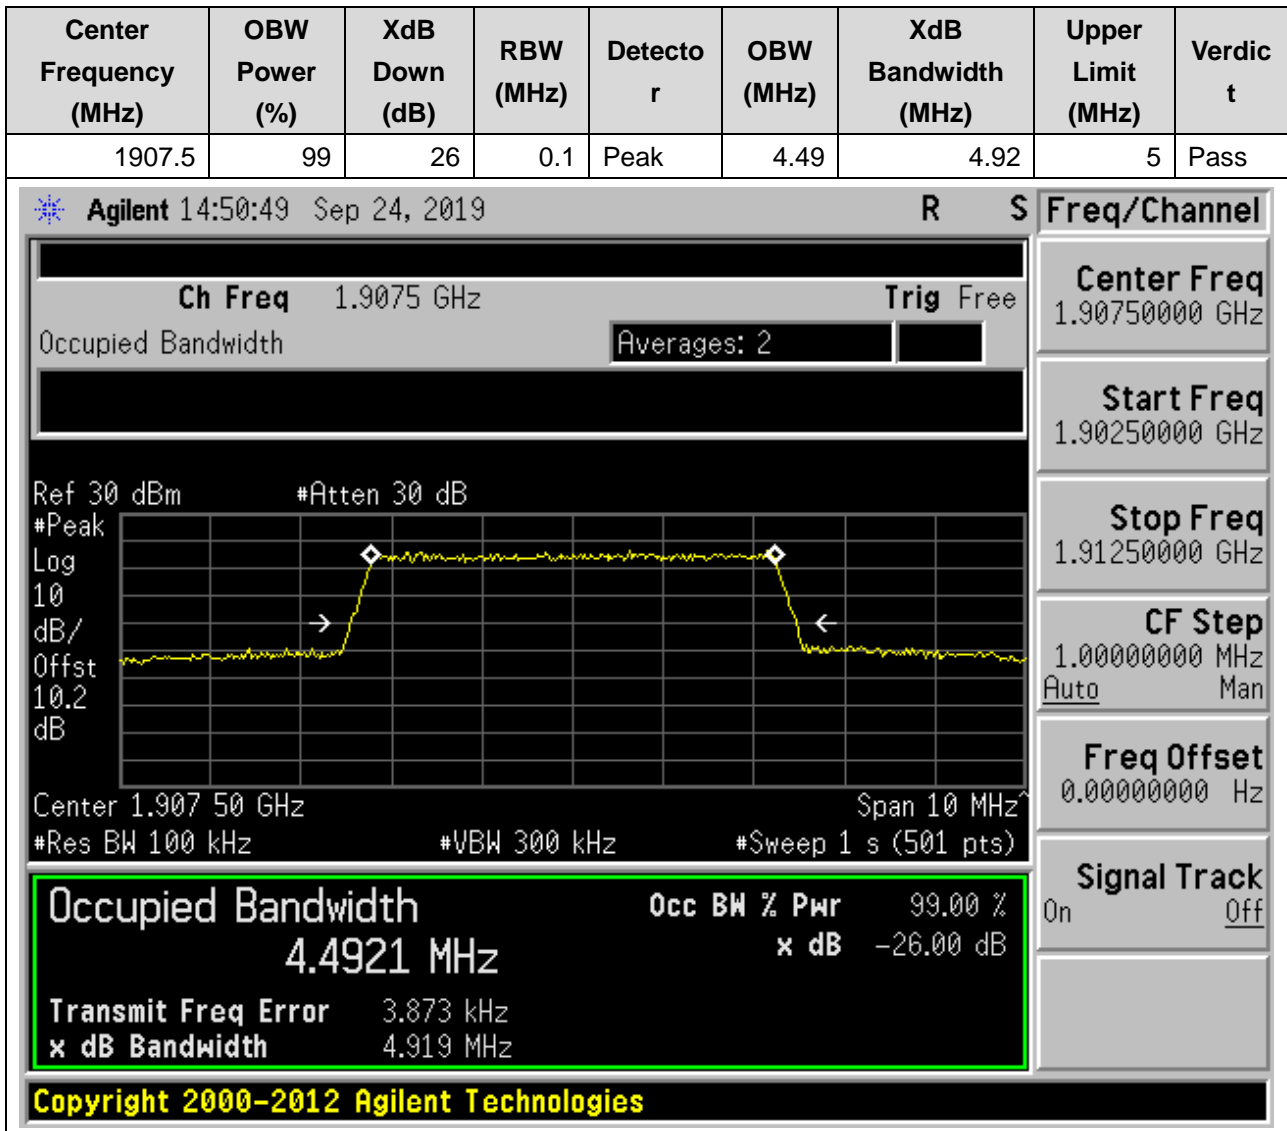 Center Frequency (MHz) OBW Power (%) XdB Down (dB) RBW (MHz) Detecto r OBW (MHz) XdB Bandwidth (MHz) Upper Limit (MHz) Verdic t
1907.5 99 26 0.1 Peak 4.49 4.92 5 Pass
Agilent 14:50:49 Sep 24, 2019 R S Freq/Channel
Ch Freq 1.9075 GHz Trig Free
Occupied Bandwidth Averages: 2
Center Freq
1.90750000 GHz
Start Freq
1.90250000 GHz
Stop Freq
1.91250000 GHz
CF Step
1.00000000 MHz
Auto Man
Freq Offset
0.00000000 Hz
Signal Track
On Off
Ref 30 dBm #Atten 30 dB
#Peak
Log
10
dB/
Offst
10.2
dB
Center 1.907 50 GHz Span 10 MHz^
#Res BW 100 kHz #VBW 300 kHz #Sweep 1 s (501 pts)
Occupied Bandwidth Occ BW % Pwr 99.00 %
4.4921 MHz x dB -26.00 dB
Transmit Freq Error 3.873 kHz
x dB Bandwidth 4.919 MHz
Copyright 2000-2012 Agilent Technologies